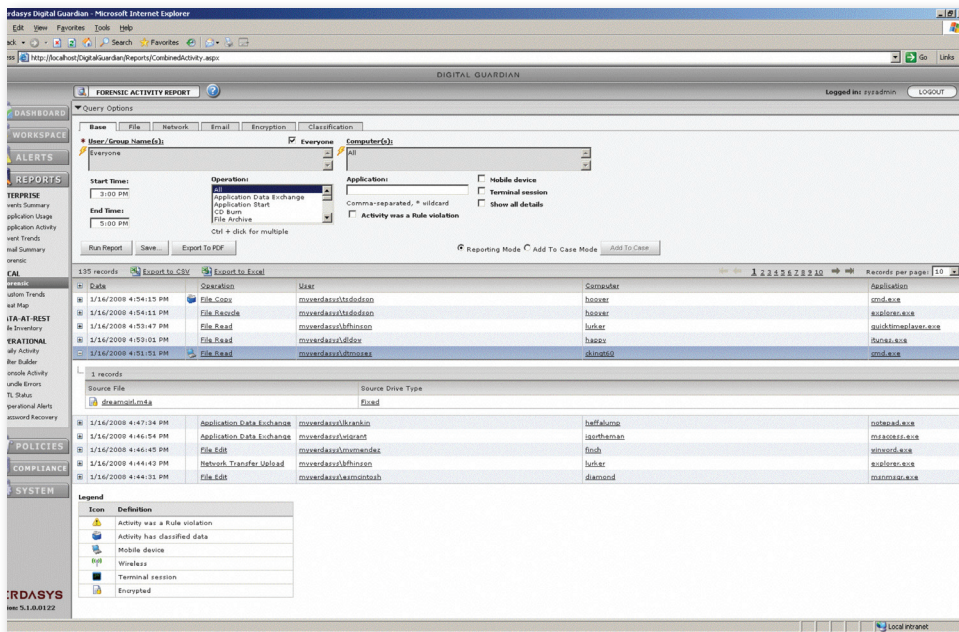 erdasys Digital Guardian - Microsoft Internet Explorer
Edit View Favorites Tools Help
ack Search Favorites
ess http://localhost/DigitalGuardian/Reports/CombinedActivity.aspx Go Links
DIGITAL GUARDIAN
FORENSIC ACTIVITY REPORT ? Logged in: sysadmin LOGOUT
DASHBOARD
WORKSPACE
ALERTS
REPORTS
TERPRISE
vents Summary
pplication Usage
pplication Activity
vent Trends
mail Summary
orensic
CAL
orensic
ustom Trends
eat Map
ATA-AT-REST
le Inventory
PERATIONAL
aily Activity
lter Builder
onsole Activity
undle Errors
TL Status
perational Alerts
assword Recovery
POLICIES
COMPLIANCE
SYSTEM
ERDASYS
ion: 5.1.0.0122
Query Options
Base File Network Email Encryption Classification
* User/Group Name(s): Everyone Computer(s):
Everyone All
Start Time: Operation: Application: Mobile device
3:00 PM All Terminal session
Application Data Exchange
Application Start Comma-separated, * wildcard Show all details
End Time: CD Burn Activity was a Rule violation
5:00 PM File Archive
Ctrl + click for multiple
Run Report Save... Export To PDF Reporting Mode Add To Case Mode Add To Case
135 records Export to CSV Export to Excel 1 2 3 4 5 6 7 8 9 10 Records per page: 10
Date Operation User Computer Application
1/16/2008 4:54:15 PM File Copy myverdasys\tsdodson hoover cmd.exe
1/16/2008 4:54:11 PM File Recycle myverdasys\tsdodson hoover explorer.exe
1/16/2008 4:53:47 PM File Read myverdasys\bfhinson lurker quicktimeplayer.exe
1/16/2008 4:53:01 PM File Read myverdasys\dldov happy itunes.exe
1/16/2008 4:51:51 PM File Read myverdasys\dtmoses ckingt60 cmd.exe
1 records
Source File Source Drive Type
dreamgirl.m4a Fixed
1/16/2008 4:47:34 PM Application Data Exchange myverdasys\lkrankin heffalump notepad.exe
1/16/2008 4:46:54 PM Application Data Exchange myverdasys\vigrant igortheman msaccess.exe
1/16/2008 4:46:45 PM File Edit myverdasys\mvmendez finch winword.exe
1/16/2008 4:44:43 PM Network Transfer Upload myverdasys\bfhinson lurker explorer.exe
1/16/2008 4:44:31 PM File Edit myverdasys\asmcintosh diamond msnmsgr.exe
Legend
Icon Definition
Activity was a Rule violation
Activity has classified data
Mobile device
Wireless
Terminal session
Encrypted
Local intranet